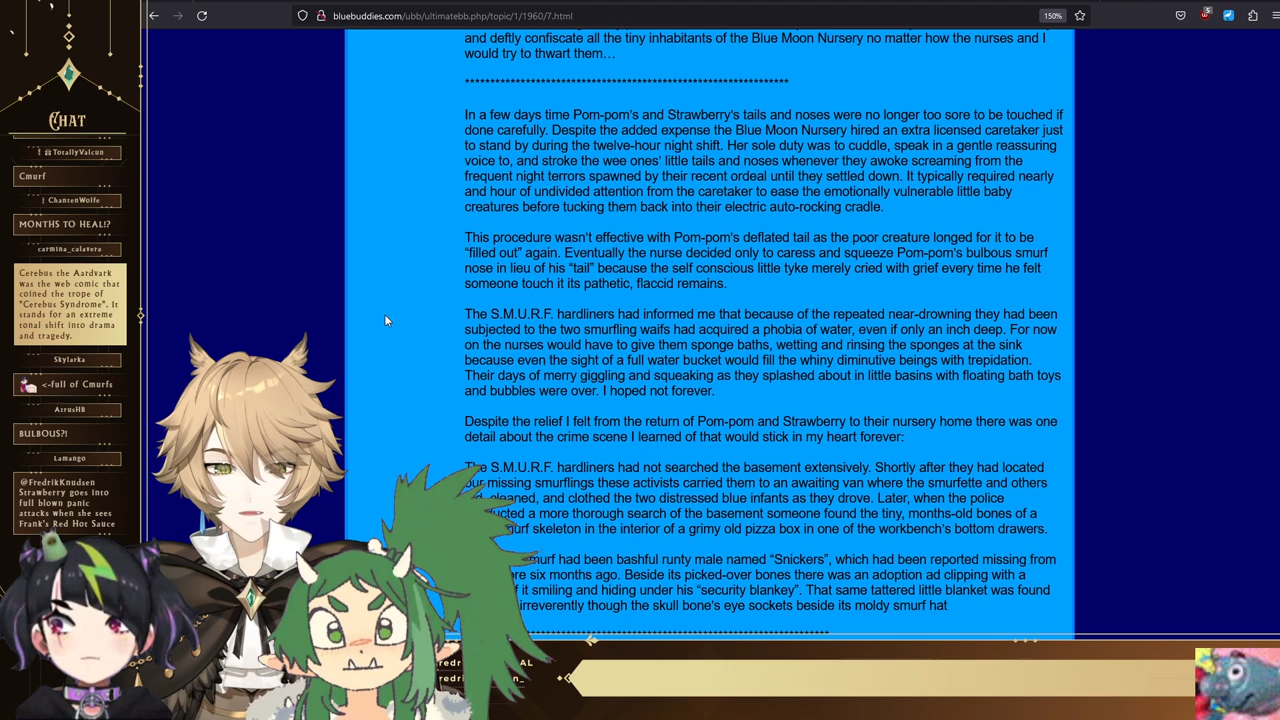 bluebuddies.com/ubb/ultimatebb.php/topic/1/1960/7.html
150%
5
CHAT
TotallyValcun
Cmurf
ChantenWolfe
MONTHS TO HEAL!?
carmina_calavera
Cerebus the Aardvark
was the web comic that
coined the trope of
"Cerebus Syndrome". It
stands for an extreme
tonal shift into drama
and tragedy.
Skylarka
<-full of Cmurfs
AtrusHB
BULBOUS?!
Lamango
@FredrikKnudsen
Strawberry goes into
full blown panic
attacks when she sees
Frank's Red Hot Sauce
and deftly confiscate all the tiny inhabitants of the Blue Moon Nursery no matter how the nurses and I
would try to thwart them…
****************************************************************
In a few days time Pom-pom's and Strawberry's tails and noses were no longer too sore to be touched if
done carefully. Despite the added expense the Blue Moon Nursery hired an extra licensed caretaker just
to stand by during the twelve-hour night shift. Her sole duty was to cuddle, speak in a gentle reassuring
voice to, and stroke the wee ones' little tails and noses whenever they awoke screaming from the
frequent night terrors spawned by their recent ordeal until they settled down. It typically required nearly
and hour of undivided attention from the caretaker to ease the emotionally vulnerable little baby
creatures before tucking them back into their electric auto-rocking cradle.
This procedure wasn't effective with Pom-pom's deflated tail as the poor creature longed for it to be
“filled out” again. Eventually the nurse decided only to caress and squeeze Pom-pom's bulbous smurf
nose in lieu of his “tail” because the self conscious little tyke merely cried with grief every time he felt
someone touch it its pathetic, flaccid remains.
The S.M.U.R.F. hardliners had informed me that because of the repeated near-drowning they had been
subjected to the two smurfling waifs had acquired a phobia of water, even if only an inch deep. For now
on the nurses would have to give them sponge baths, wetting and rinsing the sponges at the sink
because even the sight of a full water bucket would fill the whiny diminutive beings with trepidation.
Their days of merry giggling and squeaking as they splashed about in little basins with floating bath toys
and bubbles were over. I hoped not forever.
Despite the relief I felt from the return of Pom-pom and Strawberry to their nursery home there was one
detail about the crime scene I learned of that would stick in my heart forever:
The S.M.U.R.F. hardliners had not searched the basement extensively. Shortly after they had located
our missing smurflings these activists carried them to an awaiting van where the smurfette and others
cleaned, and clothed the two distressed blue infants as they drove. Later, when the police
ucted a more thorough search of the basement someone found the tiny, months-old bones of a
urf skeleton in the interior of a grimy old pizza box in one of the workbench's bottom drawers.
murf had been bashful runty male named “Snickers”, which had been reported missing from
re six months ago. Beside its picked-over bones there was an adoption ad clipping with a
f it smiling and hiding under his “security blankey”. That same tattered little blanket was found
irreverently though the skull bone's eye sockets beside its moldy smurf hat